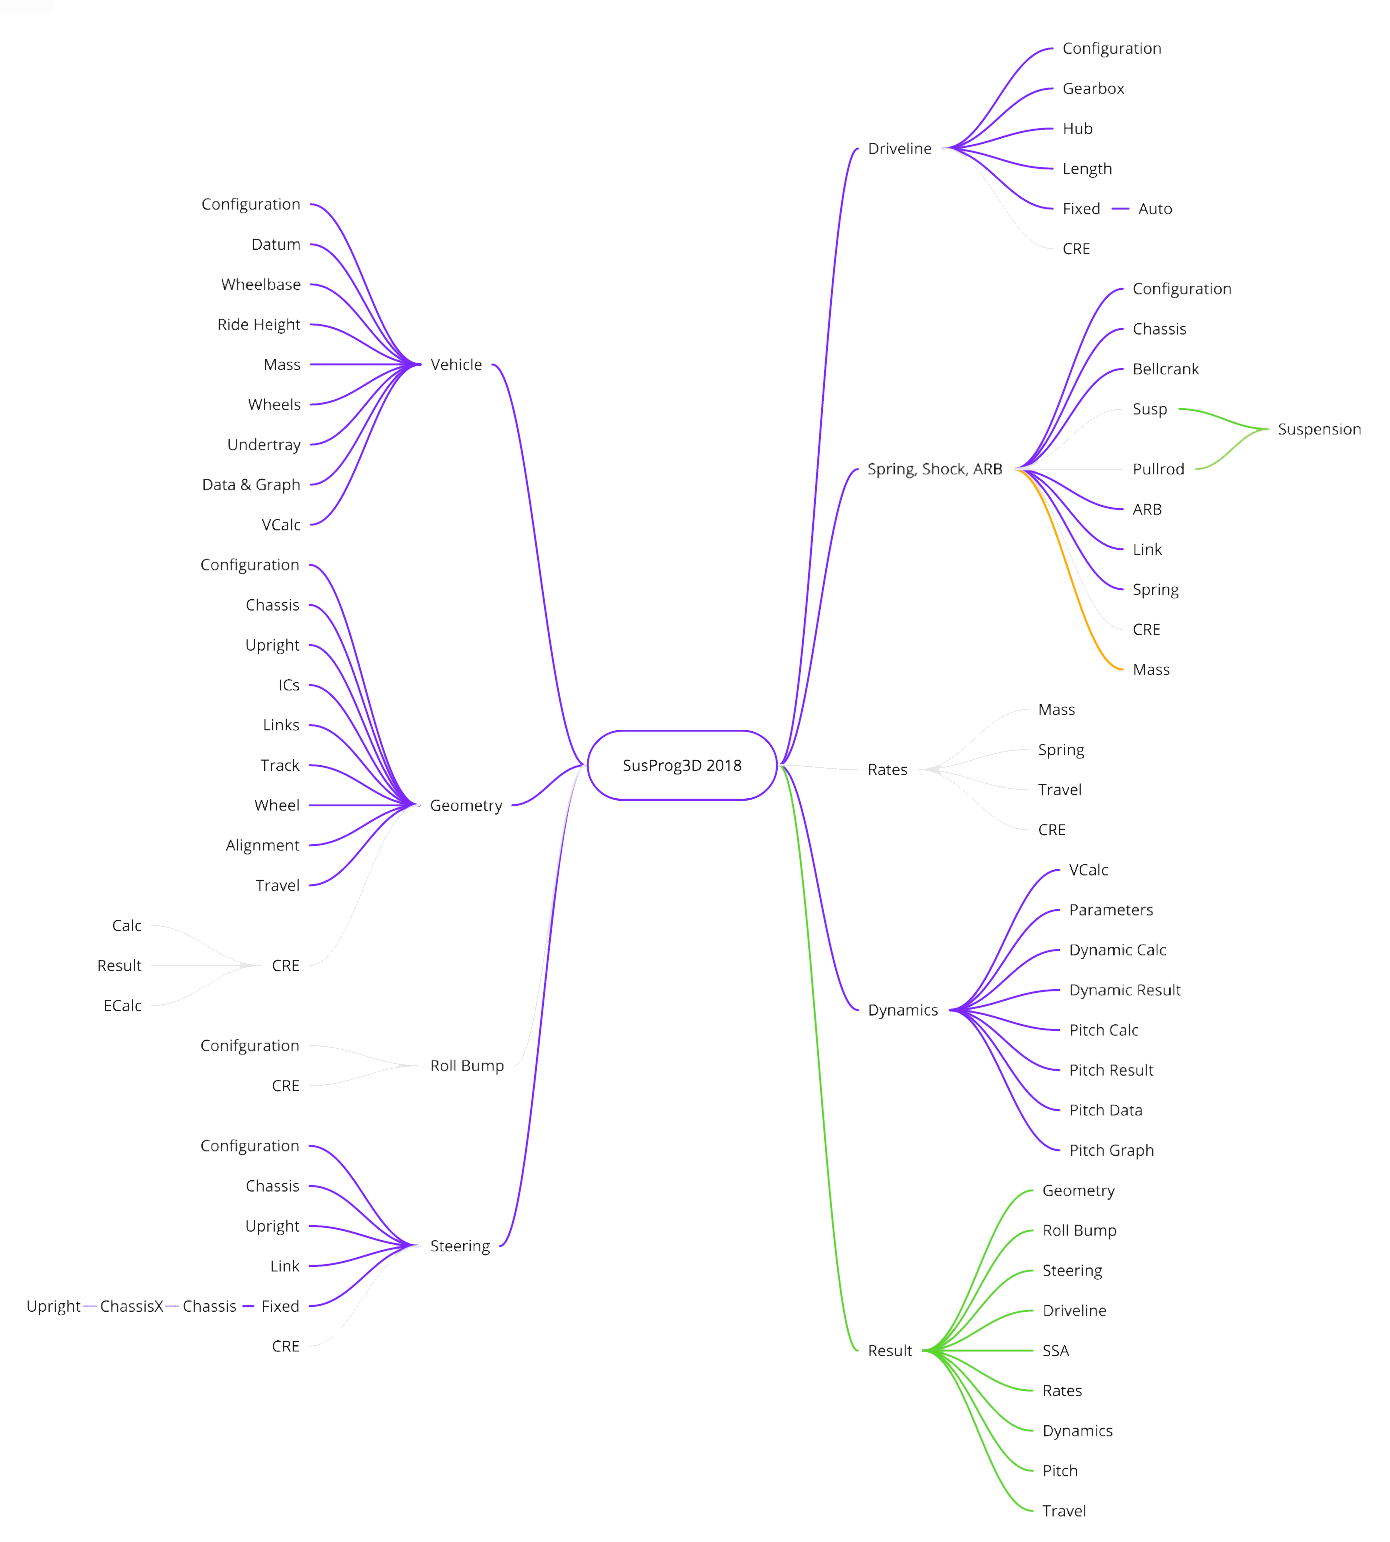 SusProg3D 2018
Vehicle
Configuration
Datum
Wheelbase
Ride Height
Mass
Wheels
Undertray
Data & Graph
VCalc
Geometry
Configuration
Chassis
Upright
ICs
Links
Track
Wheel
Alignment
Travel
CRE
Calc
Result
ECalc
Roll Bump
Conifguration
CRE
Steering
Configuration
Chassis
Upright
Link
Fixed
Chassis
ChassisX
Upright
CRE
Driveline
Configuration
Gearbox
Hub
Length
Fixed
Auto
CRE
Spring, Shock, ARB
Configuration
Chassis
Bellcrank
Susp
Pullrod
Suspension
ARB
Link
Spring
CRE
Mass
Rates
Mass
Spring
Travel
CRE
Dynamics
VCalc
Parameters
Dynamic Calc
Dynamic Result
Pitch Calc
Pitch Result
Pitch Data
Pitch Graph
Result
Geometry
Roll Bump
Steering
Driveline
SSA
Rates
Dynamics
Pitch
Travel